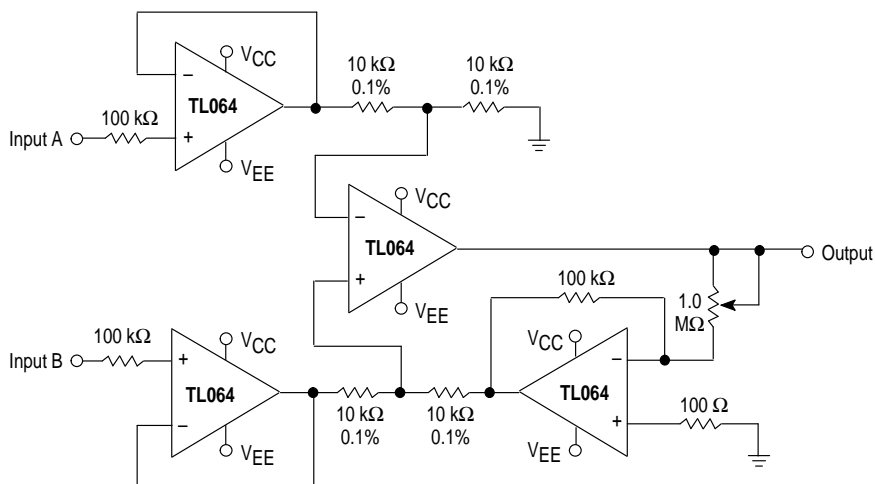 VCC
−
TL064
10 kΩ
0.1%
10 kΩ
0.1%
100 kΩ
Input A
+
VEE
VCC
−
TL064
Output
+
100 kΩ
1.0
MΩ
VEE
100 kΩ
VCC
VCC
−
Input B
+
TL064
TL064
100 Ω
−
10 kΩ
0.1%
10 kΩ
0.1%
+
VEE
VEE